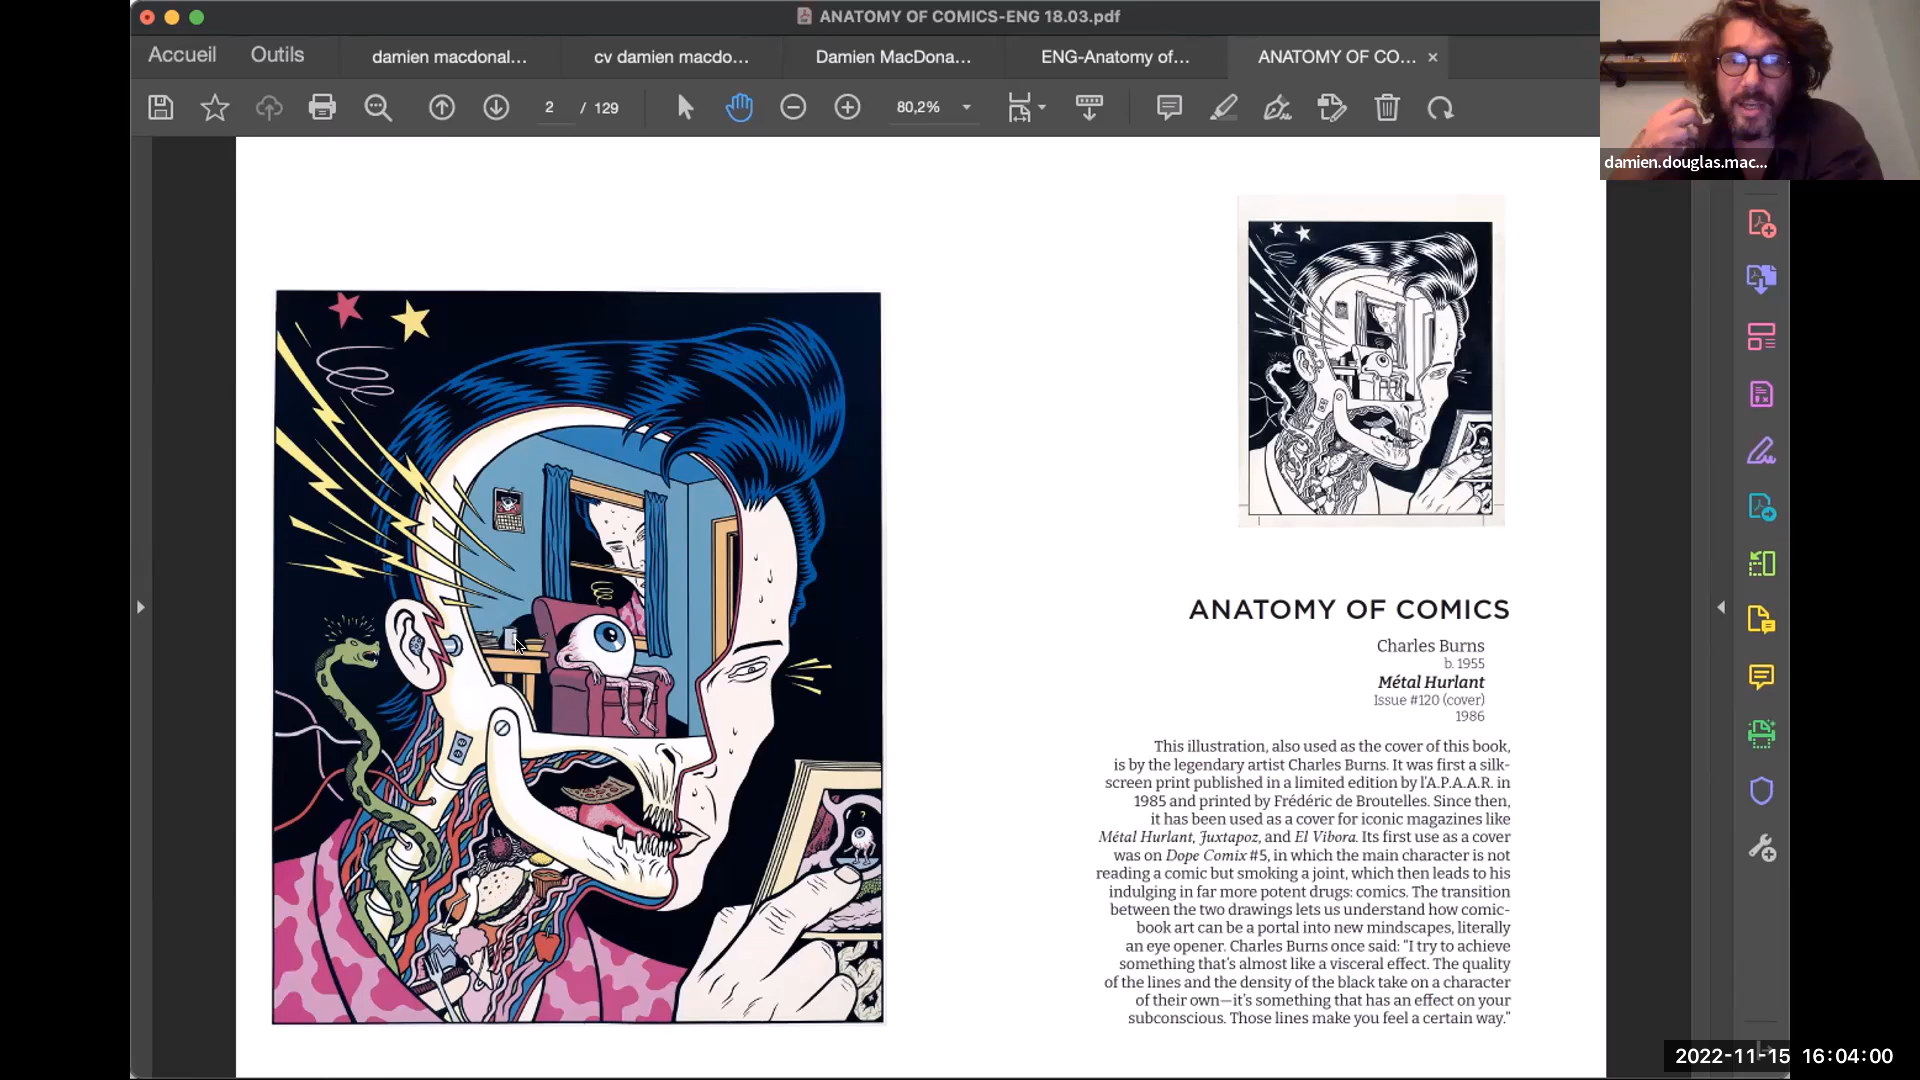 ANATOMY OF COMICS-ENG 18.03.pdf
Accueil
Outils
damien macdonal...
cv damien macdo...
Damien MacDona...
ENG-Anatomy of...
ANATOMY OF CO...
2 / 129
80,2%
damien.douglas.mac...
ANATOMY OF COMICS
Charles Burns
b. 1955
Métal Hurlant
Issue #120 (cover)
1986
This illustration, also used as the cover of this book,
is by the legendary artist Charles Burns. It was first a silk-
screen print published in a limited edition by l'A.P.A.A.R. in
1985 and printed by Frédéric de Broutelles. Since then,
it has been used as a cover for iconic magazines like
Métal Hurlant, Juxtapoz, and El Vibora. Its first use as a cover
was on Dope Comix #5, in which the main character is not
reading a comic but smoking a joint, which then leads to his
indulging in far more potent drugs: comics. The transition
between the two drawings lets us understand how comic-
book art can be a portal into new mindscapes, literally
an eye opener. Charles Burns once said: “I try to achieve
something that's almost like a visceral effect. The quality
of the lines and the density of the black take on a character
of their own—it's something that has an effect on your
subconscious. Those lines make you feel a certain way.”
2022-11-15 16:04:00